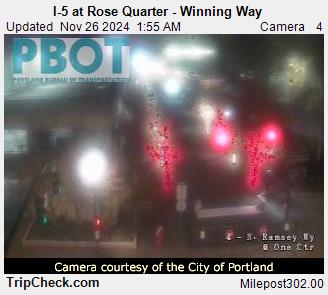 I-5 at Rose Quarter - Winning Way
Updated Nov 26 2024 1:55 AM Camera 4
PBOT
PORTLAND BUREAU OF TRANSPORTATION
4 - N. Ramsey Wy
@ One Ctr
Camera courtesy of the City of Portland
TripCheck.com Milepost302.00